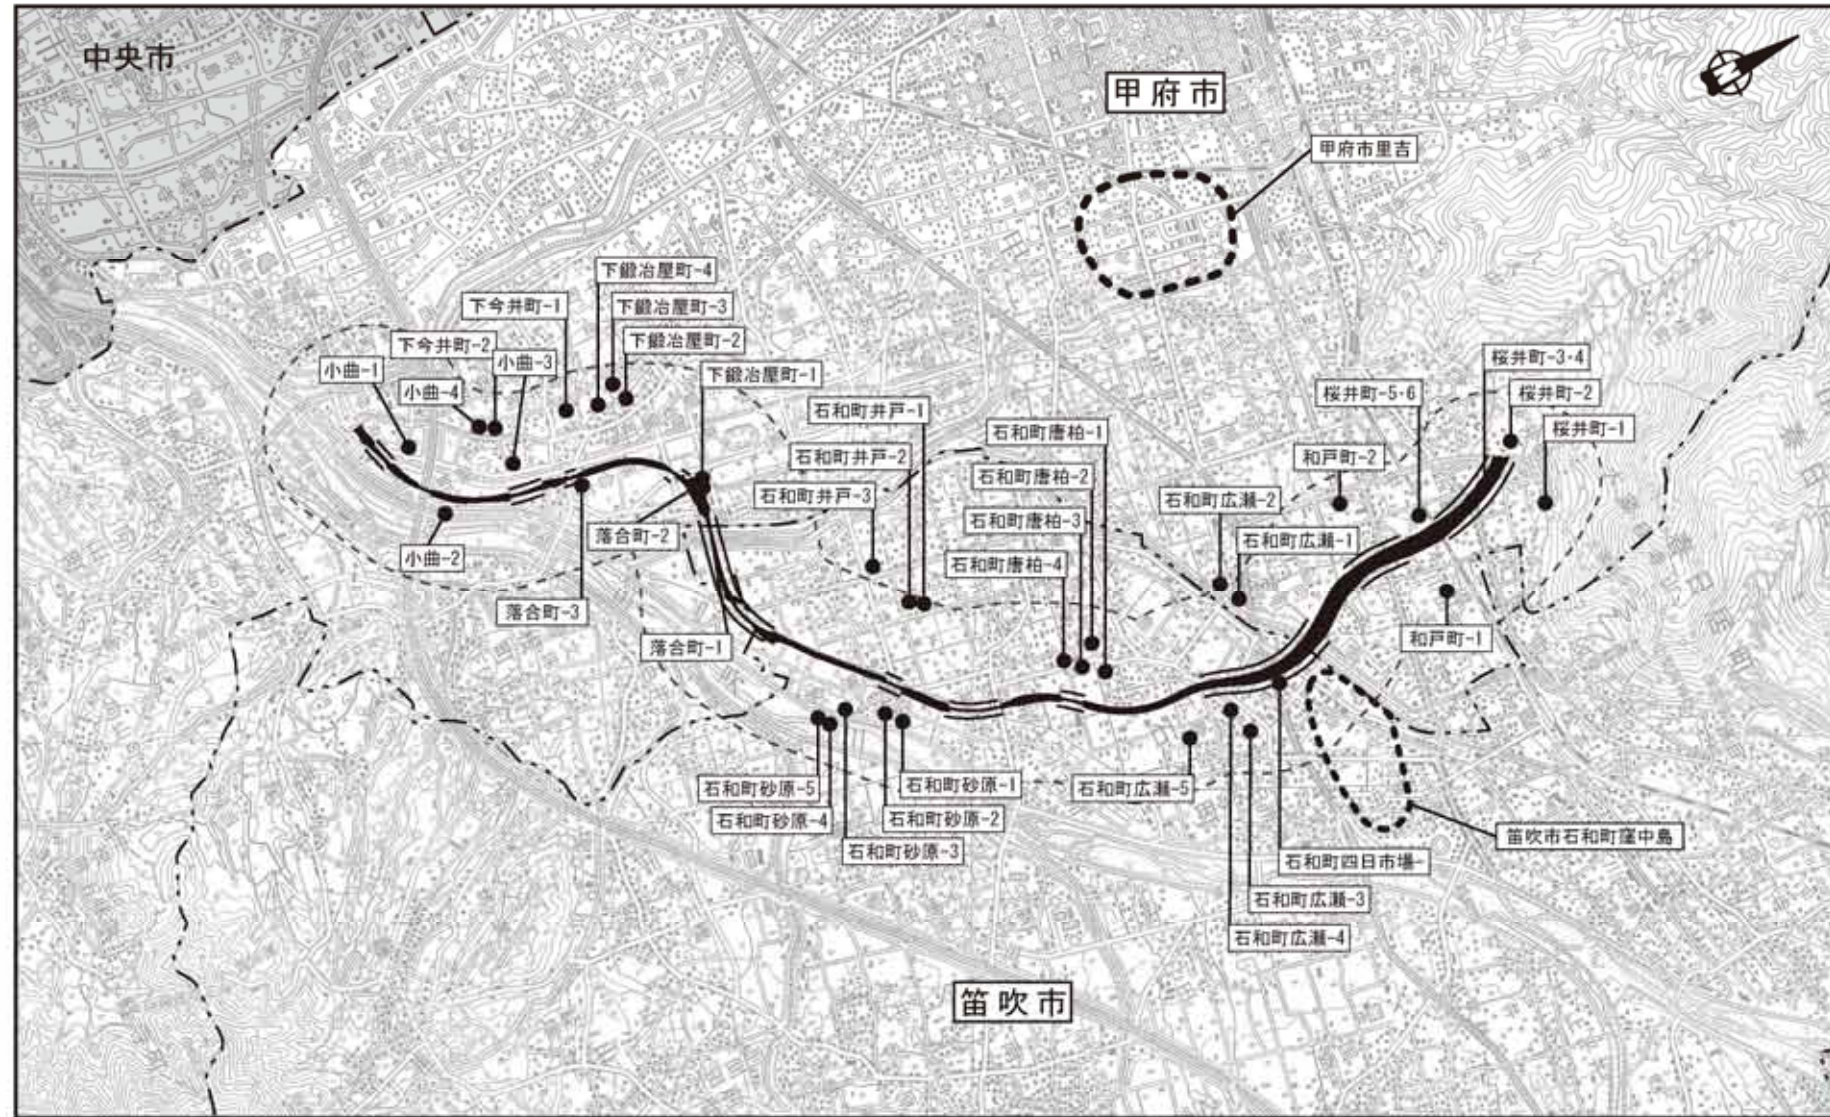 中央市
甲府市
甲府市里吉
下鍛冶屋町-4
下今井町-1
下鍛冶屋町-3
下今井町-2
下鍛冶屋町-2
小曲-3
小曲-1
小曲-4
下鍛冶屋町-1
桜井町-3・4
桜井町-5・6
桜井町-2
石和町井戸-1
石和町唐柏-1
桜井町-1
石和町井戸-2
和戸町-2
石和町唐柏-2
石和町井戸-3
石和町広瀬-2
石和町唐柏-3
落合町-2
石和町広瀬-1
小曲-2
石和町唐柏-4
落合町-3
落合町-1
和戸町-1
石和町砂原-5
石和町砂原-1
石和町広瀬-5
石和町砂原-4
石和町砂原-2
笛吹市石和町窪中島
石和町砂原-3
石和町四日市場-
石和町広瀬-3
石和町広瀬-4
笛吹市